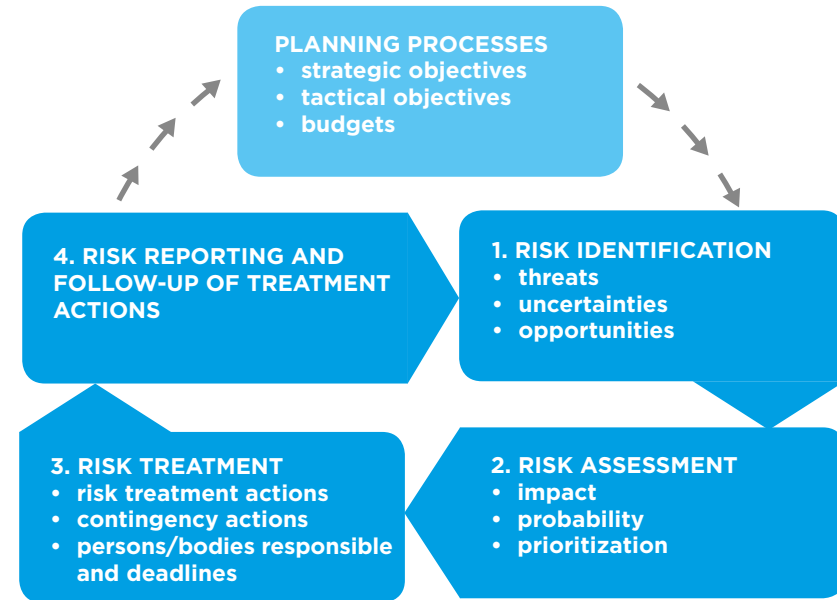 PLANNING PROCESSES
• strategic objectives
• tactical objectives
• budgets
4. RISK REPORTING AND
FOLLOW-UP OF TREATMENT
ACTIONS
1. RISK IDENTIFICATION
• threats
• uncertainties
• opportunities
3. RISK TREATMENT
• risk treatment actions
• contingency actions
• persons/bodies responsible
and deadlines
2. RISK ASSESSMENT
• impact
• probability
• prioritization